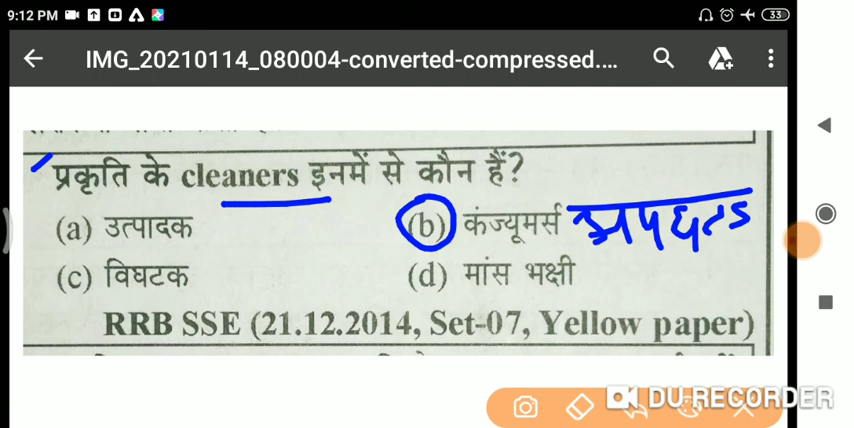 9:12 PM 33
IMG_20210114_080004-converted-compressed....
प्रकृति के cleaners इनमें से कौन हैं?
(a) उत्पादक (b) कंज्यूमर्स अपघटक
(c) विघटक (d) मांस भक्षी
RRB SSE (21.12.2014, Set-07, Yellow paper)
DU RECORDER